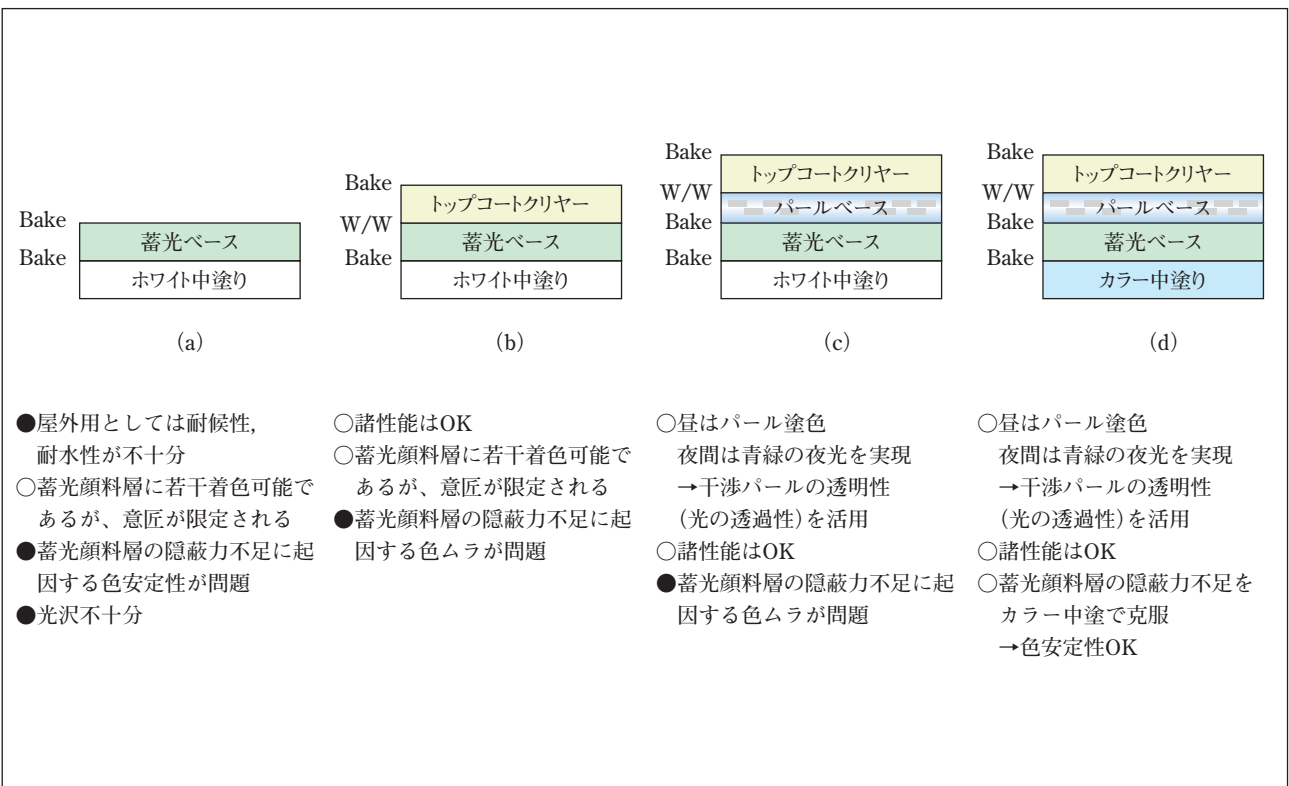 Bake
蓄光ベース
Bake
ホワイト中塗り
(a)
●屋外用としては耐候性,
耐水性が不十分
○蓄光顔料層に若干着色可能で
あるが、意匠が限定される
●蓄光顔料層の隠蔽力不足に起
因する色安定性が問題
●光沢不十分
Bake
トップコートクリヤー
W/W
蓄光ベース
Bake
ホワイト中塗り
(b)
○諸性能はOK
○蓄光顔料層に若干着色可能で
あるが、意匠が限定される
●蓄光顔料層の隠蔽力不足に起
因する色ムラが問題
Bake
トップコートクリヤー
W/W
パールベース
Bake
蓄光ベース
Bake
ホワイト中塗り
(c)
○昼はパール塗色
夜間は青緑の夜光を実現
→干渉パールの透明性
(光の透過性)を活用
○諸性能はOK
●蓄光顔料層の隠蔽力不足に起
因する色ムラが問題
Bake
トップコートクリヤー
W/W
パールベース
Bake
蓄光ベース
Bake
カラー中塗り
(d)
○昼はパール塗色
夜間は青緑の夜光を実現
→干渉パールの透明性
(光の透過性)を活用
○諸性能はOK
○蓄光顔料層の隠蔽力不足を
カラー中塗で克服
→色安定性OK